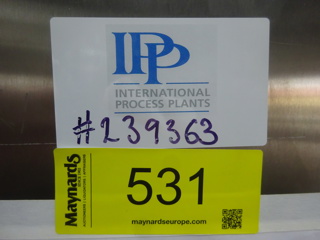 IPP
INTERNATIONAL
PROCESS PLANTS
#239363
Maynards
531
maynardseurope.com